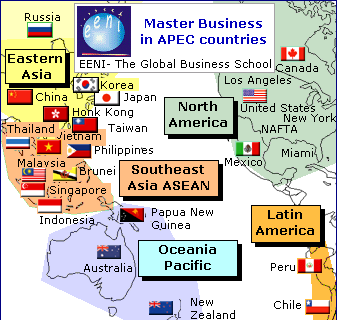 Russia
eeni
Master Business
in APEC countries
EENI- The Global Business School
Eastern
Asia
Canada
Los Angeles
China
Korea
Japan
United States
New York
Honk Kong
North
America
NAFTA
Taiwan
Thailand
Vietnam
Philippines
Mexico
Miami
Malaysia
Brunei
Southeast
Asia ASEAN
Singapore
Indonesia
Papua New
Guinea
Latin
America
Oceania
Pacific
Australia
Peru
New
Zealand
Chile